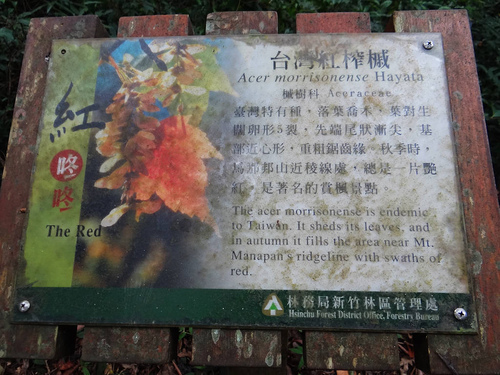 台灣紅榨槭
Acer morrisonense Hayata
槭樹科 Aceraceae
臺灣特有種，落葉喬木，葉對生
闊卵形5裂，先端尾狀漸尖，基
部近心形，重粗鋸齒緣。秋季時，
馬那邦山近稜線處，總是一片艷
紅，是著名的賞楓景點
The acer morrisonense is endemic
to Taiwan. It sheds its leaves, and
in autumn it fills the area near Mt.
Manapan's ridgeline with swaths of
red.
紅
咚
咚
The Red
林務局新竹林區管理處
Hsinchu Forest District Office, Forestry Bureau